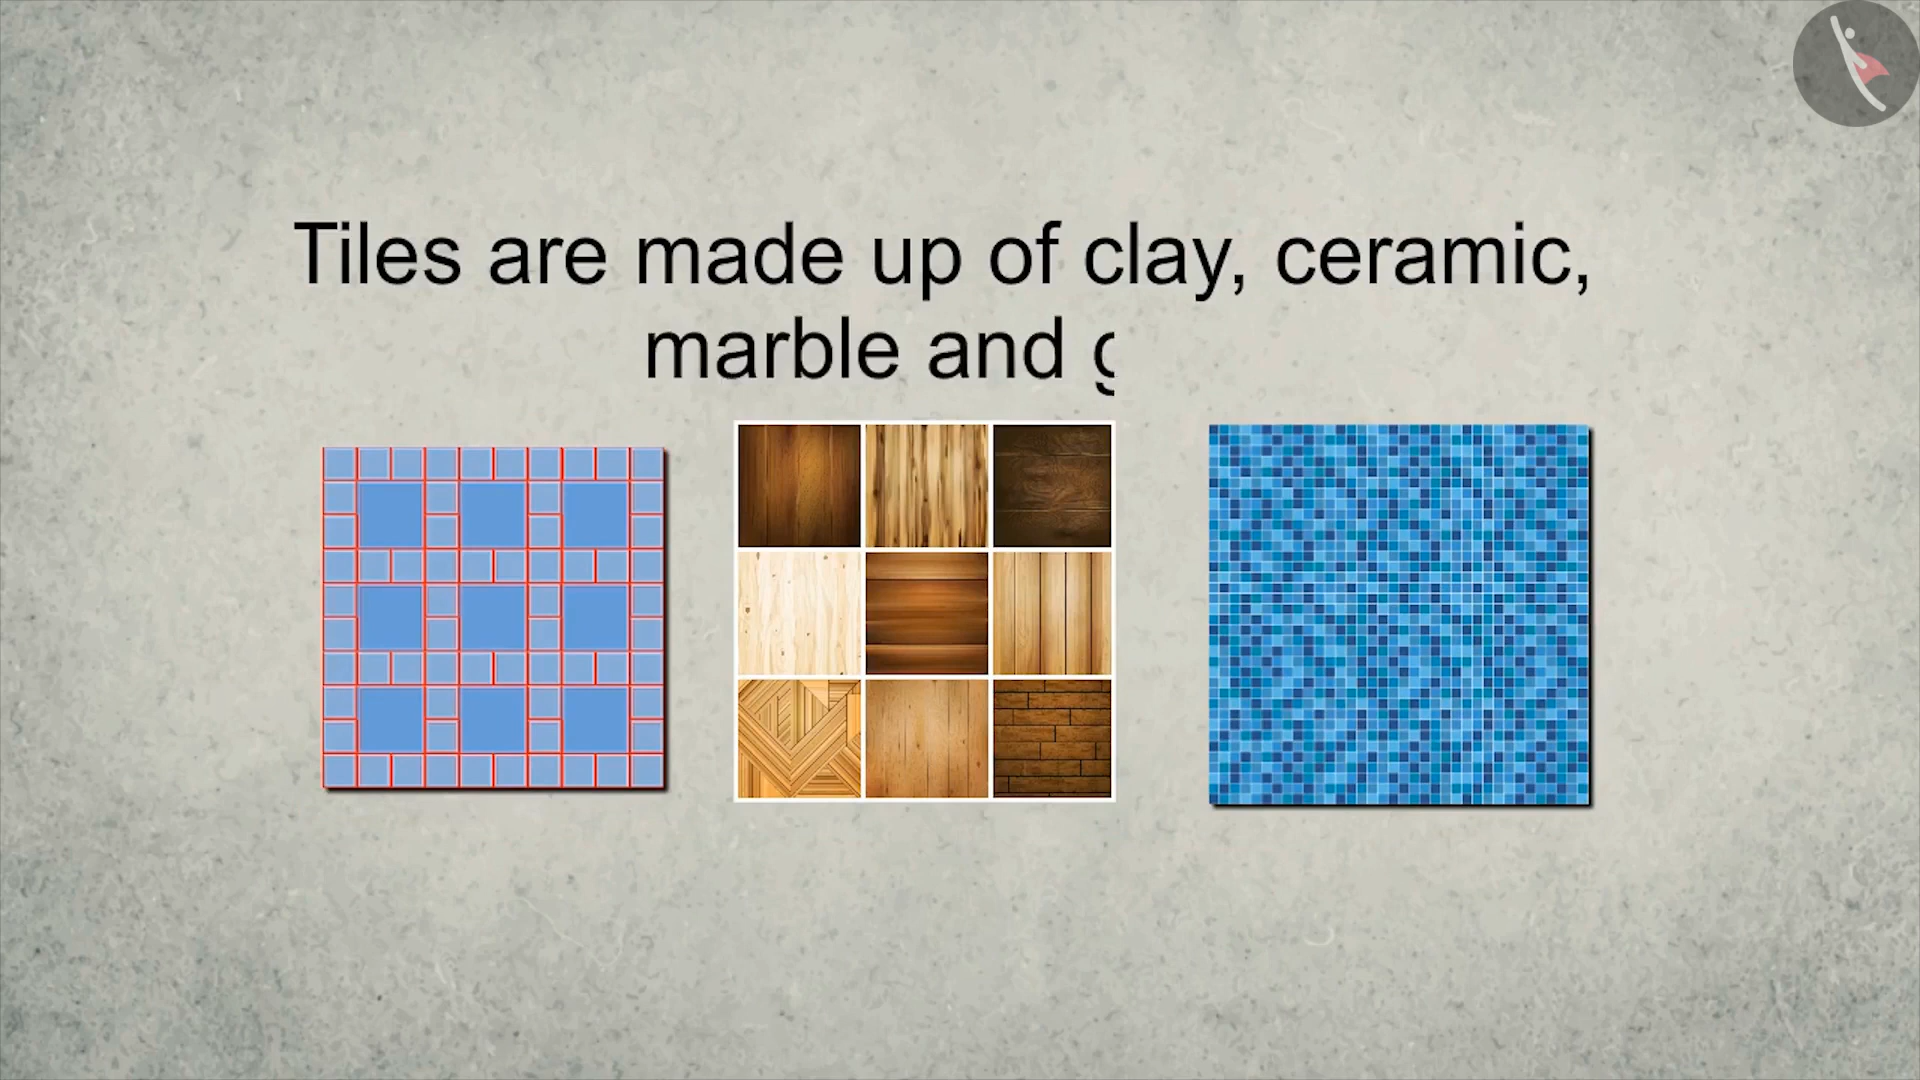 Tiles are made up of clay, ceramic,
marble and